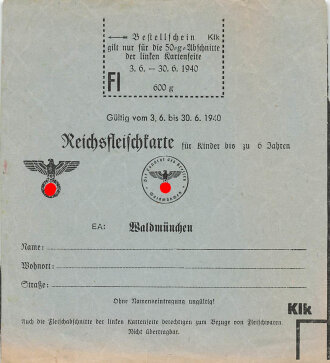 Bestellschein Klk
gilt nur für die 50-g-Abschnitte
der linken Kartenseite
3. 6. — 30. 6. 1940
Fl
600 g
Gültig vom 3. 6. bis 30. 6. 1940
Reichsfleischkarte für Kinder bis zu 6 Jahren
EA: Waldmünchen
Name:
Wohnort:
Straße:
Ohne Namenseintragung ungültig!
Klk
Auch die Fleischabschnitte der linken Kartenseite berechtigen zum Bezuge von Fleischwaren.
Nicht übertragbar.